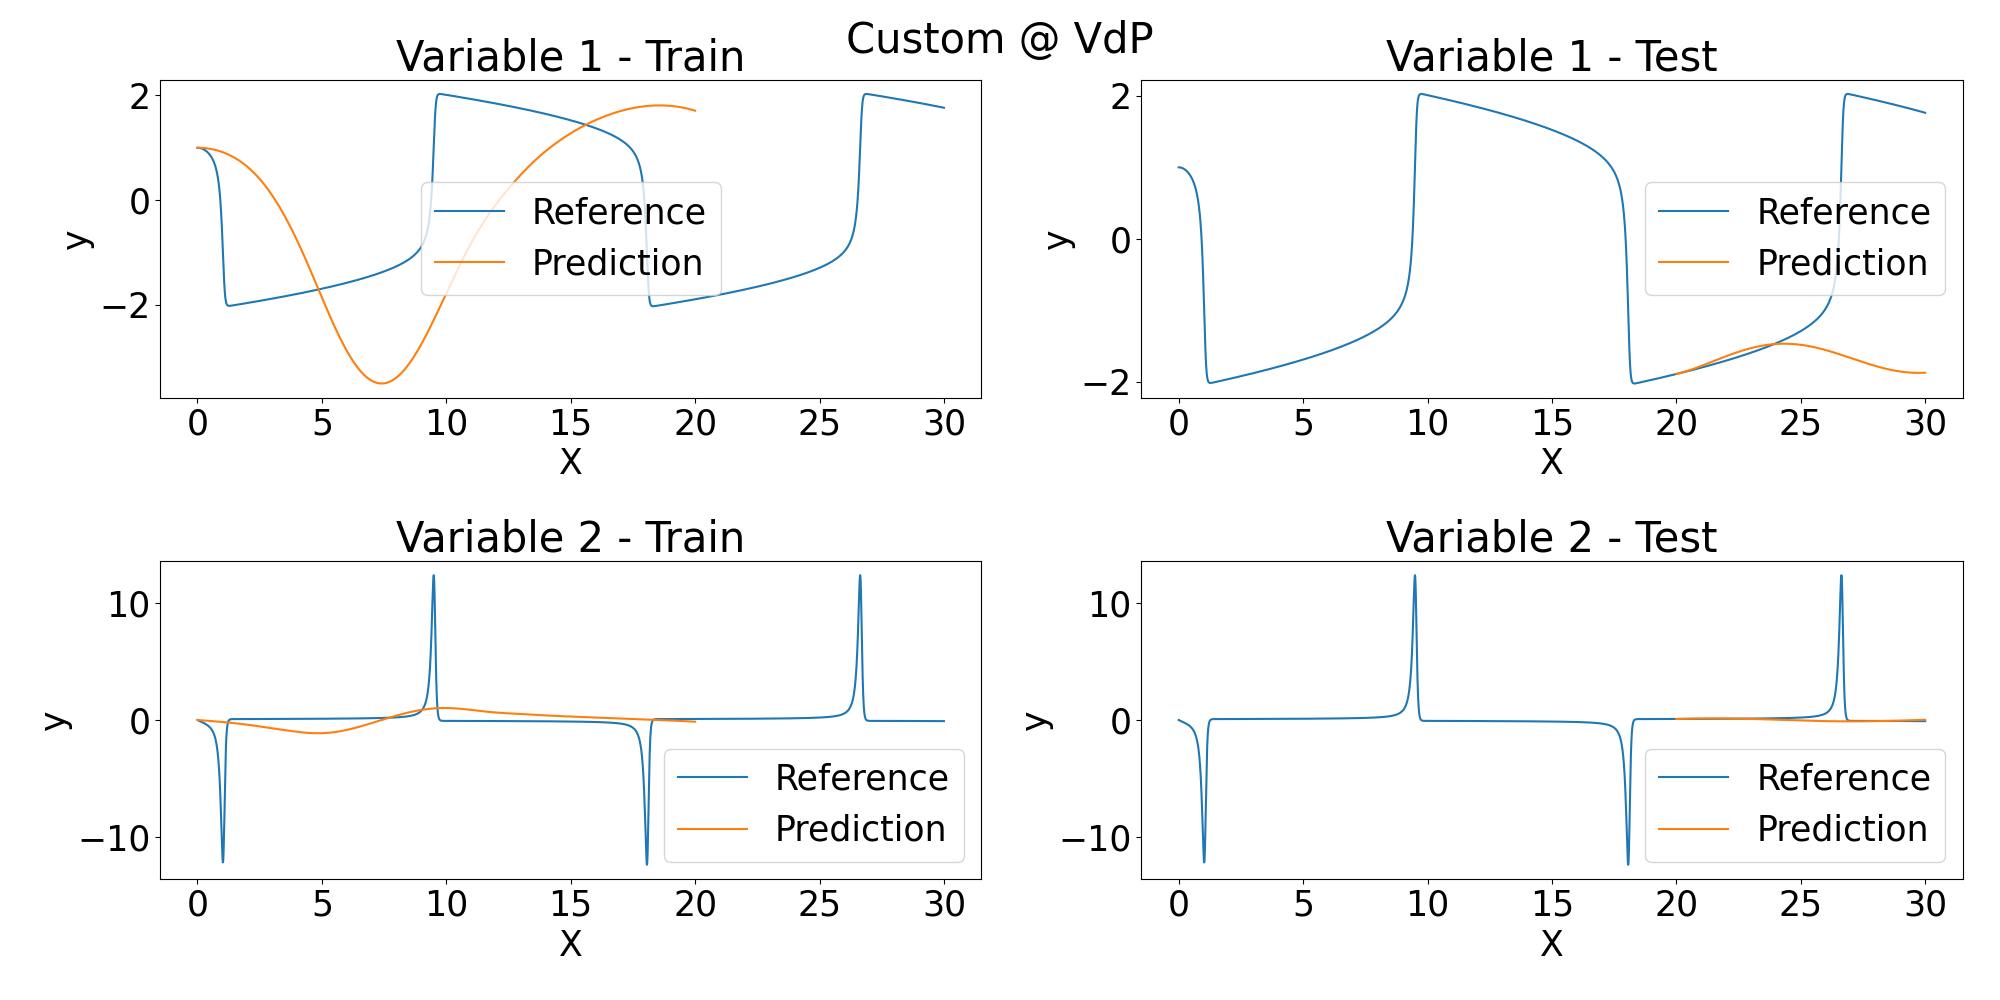 Custom @ VdP
Variable 1 - Train
2
0
−2
y
Reference
Prediction
0 5 10 15 20 25 30
X
Variable 1 - Test
2
0
−2
y
Reference
Prediction
0 5 10 15 20 25 30
X
Variable 2 - Train
10
0
−10
y
Reference
Prediction
0 5 10 15 20 25 30
X
Variable 2 - Test
10
0
−10
y
Reference
Prediction
0 5 10 15 20 25 30
X